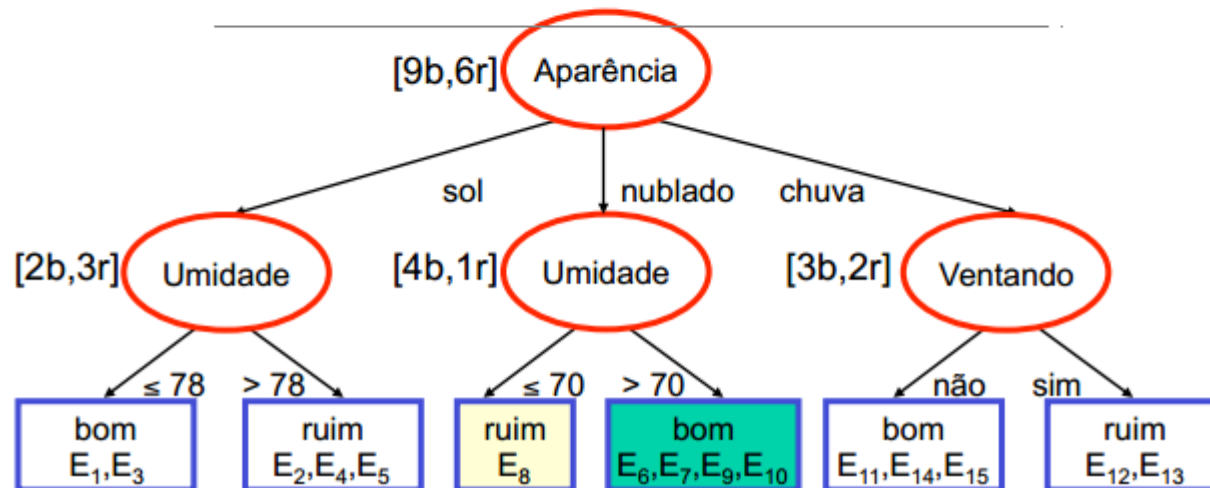 [9b,6r] Aparência
sol nublado chuva
[2b,3r] Umidade [4b,1r] Umidade [3b,2r] Ventando
≤ 78 > 78 ≤ 70 > 70 não sim
bom ruim ruim bom bom ruim
E₁,E₃ E₂,E₄,E₅ E₈ E₆,E₇,E₉,E₁₀ E₁₁,E₁₄,E₁₅ E₁₂,E₁₃